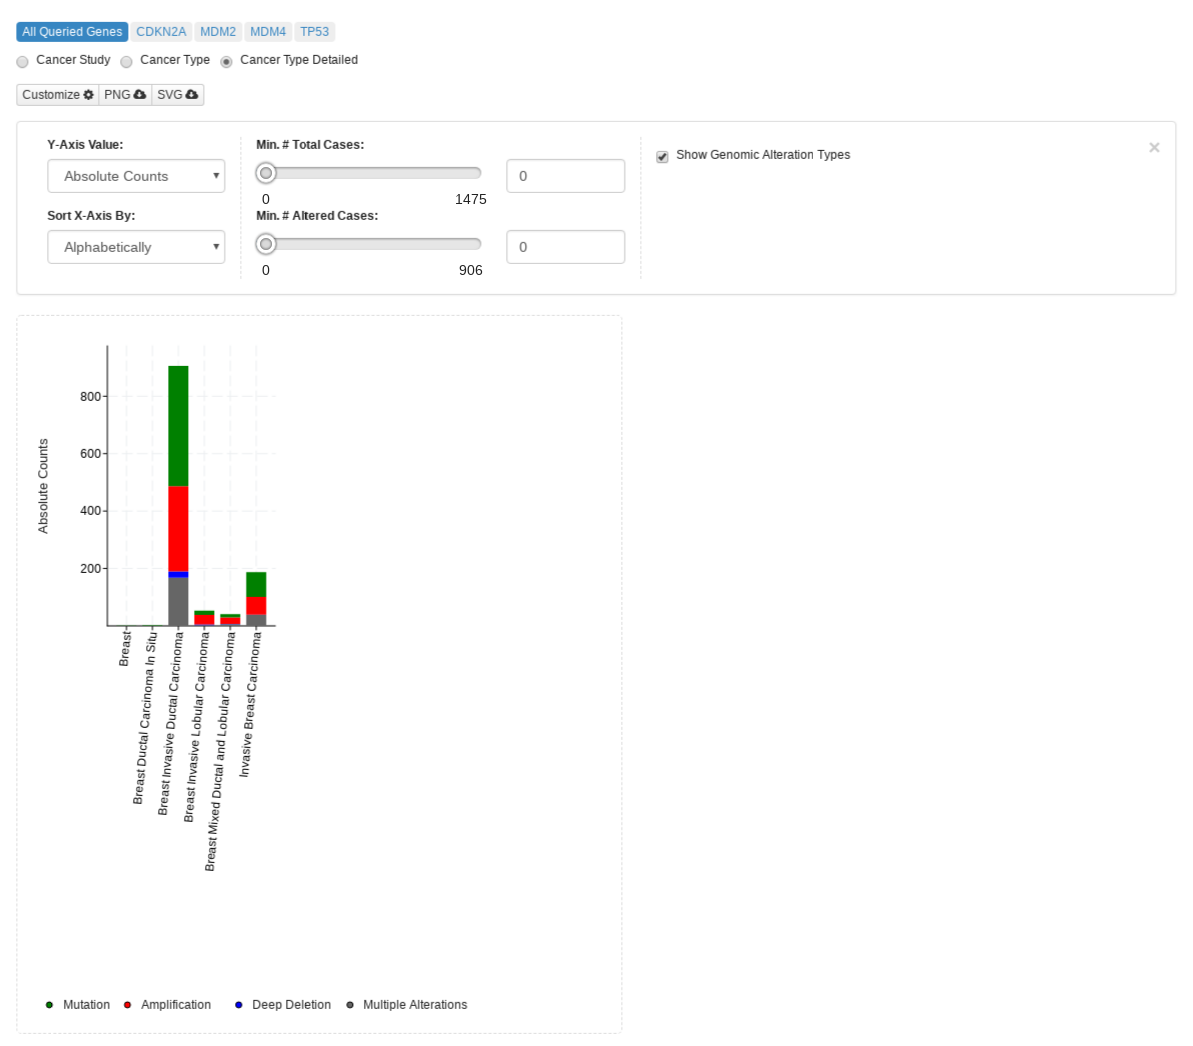 All Queried Genes CDKN2A MDM2 MDM4 TP53
Cancer Study Cancer Type Cancer Type Detailed
Customize PNG SVG
Y-Axis Value: Min. # Total Cases:
Show Genomic Alteration Types ×
Absolute Counts 0
0 1475
Sort X-Axis By: Min. # Altered Cases:
Alphabetically 0
0 906
Absolute Counts
800
600
400
200
Breast
Breast Ductal Carcinoma In Situ
Breast Invasive Ductal Carcinoma
Breast Invasive Lobular Carcinoma
Breast Mixed Ductal and Lobular Carcinoma
Invasive Breast Carcinoma
Mutation Amplification Deep Deletion Multiple Alterations